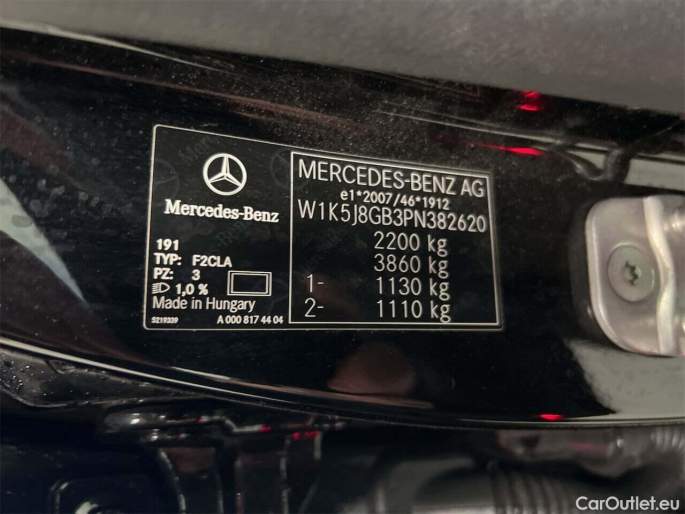 Mercedes-Benz
191
TYP: F2CLA
PZ: 3
1,0 %
Made in Hungary
5219339
A 000 817 44 04
MERCEDES-BENZ AG
e1*2007/46*1912
W1K5J8GB3PN382620
2200 kg
3860 kg
1- 1130 kg
2- 1110 kg
CarOutlet.eu